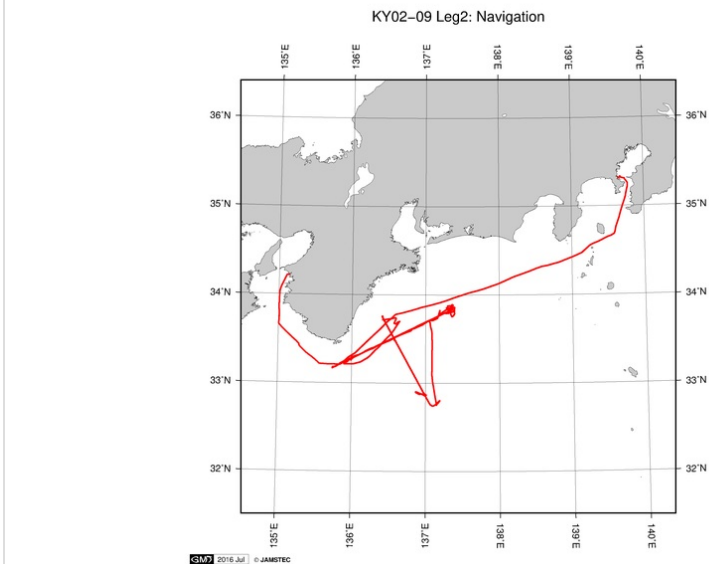 KY02−09 Leg2: Navigation
135˚E 136˚E 137˚E 138˚E 139˚E 140˚E
36˚N 36˚N
35˚N 35˚N
34˚N 34˚N
33˚N 33˚N
32˚N 32˚N
135˚E 136˚E 137˚E 138˚E 139˚E 140˚E
GMD 2016 Jul © JAMSTEC